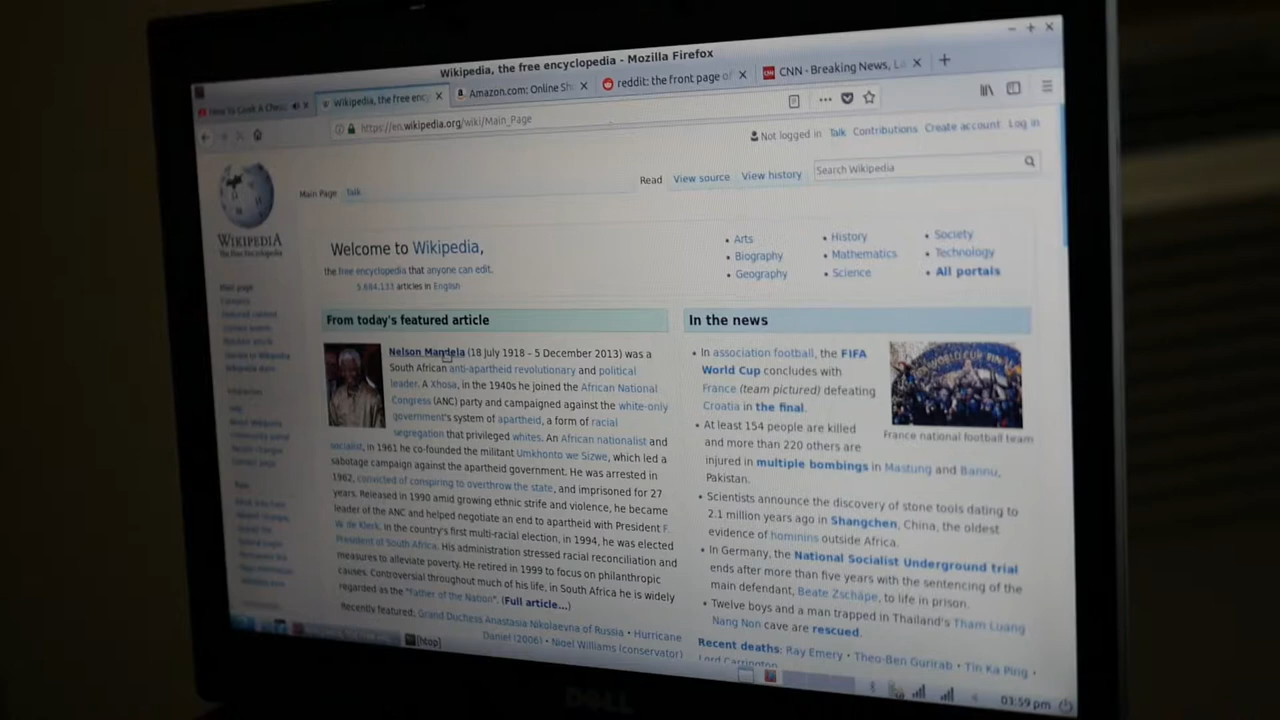 Wikipedia, the free encyclopedia - Mozilla Firefox
How To Cook A
Wikipedia, the free enc
Amazon.com: Online Sh
reddit: the front page of
CNN - Breaking News, La
https://en.wikipedia.org/wiki/Main_Page
Not logged in Talk Contributions Create account Log in
Main Page Talk
Read View source View history
Search Wikipedia
WIKIPEDIA
The Free Encyclopedia
Welcome to Wikipedia,
the free encyclopedia that anyone can edit.
5,684,133 articles in English
• Arts
• Biography
• Geography
• History
• Mathematics
• Science
• Society
• Technology
• All portals
Main page
From today's featured article
Nelson Mandela (18 July 1918 – 5 December 2013) was a
South African anti-apartheid revolutionary and political
leader. A Xhosa, in the 1940s he joined the African National
Congress (ANC) party and campaigned against the white-only
government's system of apartheid, a form of racial
segregation that privileged whites. An African nationalist and
socialist, in 1961 he co-founded the militant Umkhonto we Sizwe, which led a
sabotage campaign against the apartheid government. He was arrested in
1962, convicted of conspiring to overthrow the state, and imprisoned for 27
years. Released in 1990 amid growing ethnic strife and violence, he became
leader of the ANC and helped negotiate an end to apartheid with President F.
W de Klerk. In the country's first multi-racial election, in 1994, he was elected
President of South Africa. His administration stressed racial reconciliation and
measures to alleviate poverty. He retired in 1999 to focus on philanthropic
causes. Controversial throughout much of his life, in South Africa he is widely
regarded as the "Father of the Nation". (Full article...)
Recently featured: Grand Duchess Anastasia Nikolaevna of Russia • Hurricane
Daniel (2006) • Nigel Williams (conservator)
In the news
• In association football, the FIFA
World Cup concludes with
France (team pictured) defeating
Croatia in the final.
France national football team
• At least 154 people are killed
and more than 220 others are
injured in multiple bombings in Mastung and Bannu,
Pakistan.
• Scientists announce the discovery of stone tools dating to
2.1 million years ago in Shangchen, China, the oldest
evidence of hominins outside Africa.
• In Germany, the National Socialist Underground trial
ends after more than five years with the sentencing of the
main defendant, Beate Zschäpe, to life in prison.
• Twelve boys and a man trapped in Thailand's Tham Luang
Nang Non cave are rescued.
Recent deaths: Ray Emery • Theo-Ben Gurirab • Tin Ka Ping •
Lord Carrington
[htop]
03:59 pm
DELL